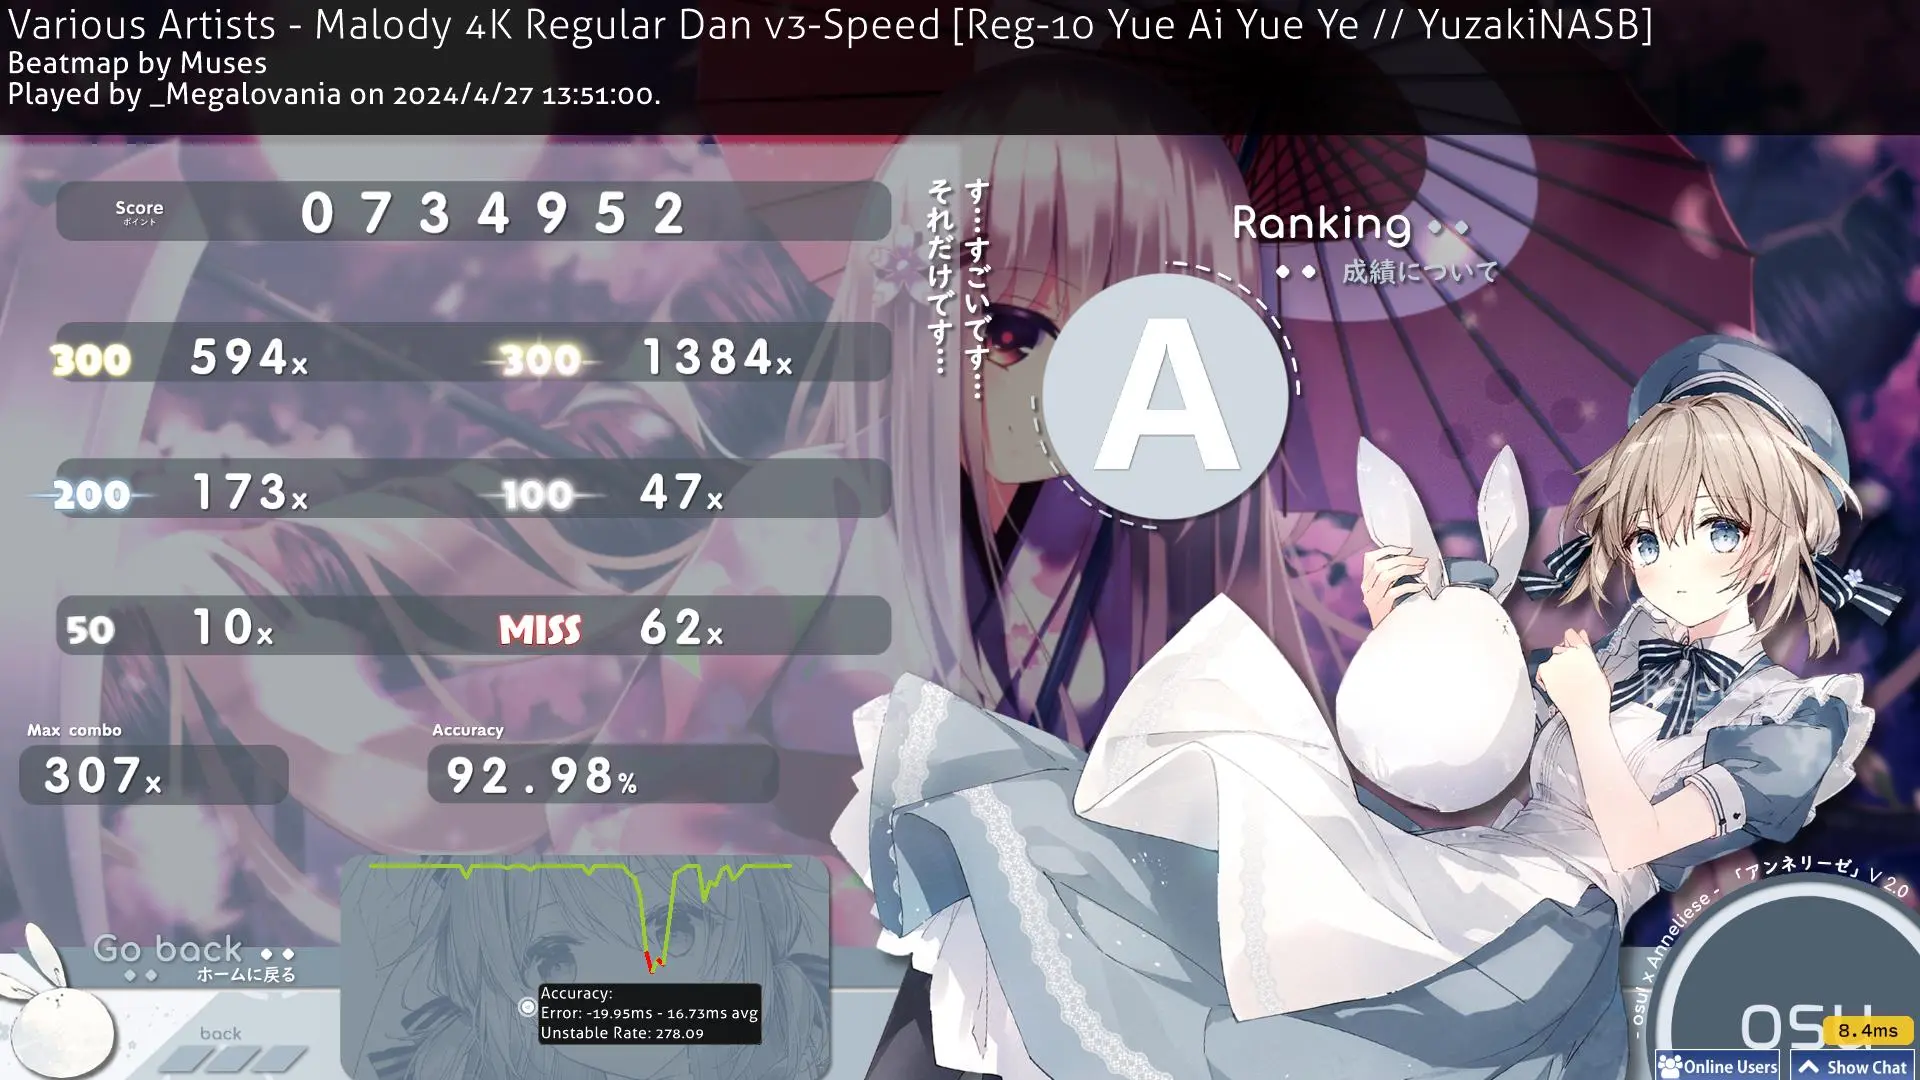 Various Artists - Malody 4K Regular Dan v3-Speed [Reg-10 Yue Ai Yue Ye // YuzakiNASB]
Beatmap by Muses
Played by _Megalovania on 2024/4/27 13:51:00.
Score
ポイント
0734952
す…すごいです…
それだけです…
Ranking
成績について
A
300 594x
300 1384x
200 173x
100 47x
50 10x
MISS 62x
Max combo
307x
Accuracy
92.98%
Go back
ホームに戻る
back
Accuracy:
Error: -19.95ms - 16.73ms avg
Unstable Rate: 278.09
- osu! x Anneliese - 「アンネリーゼ」 V 2.0
osu
8.4ms
Online Users
Show Chat